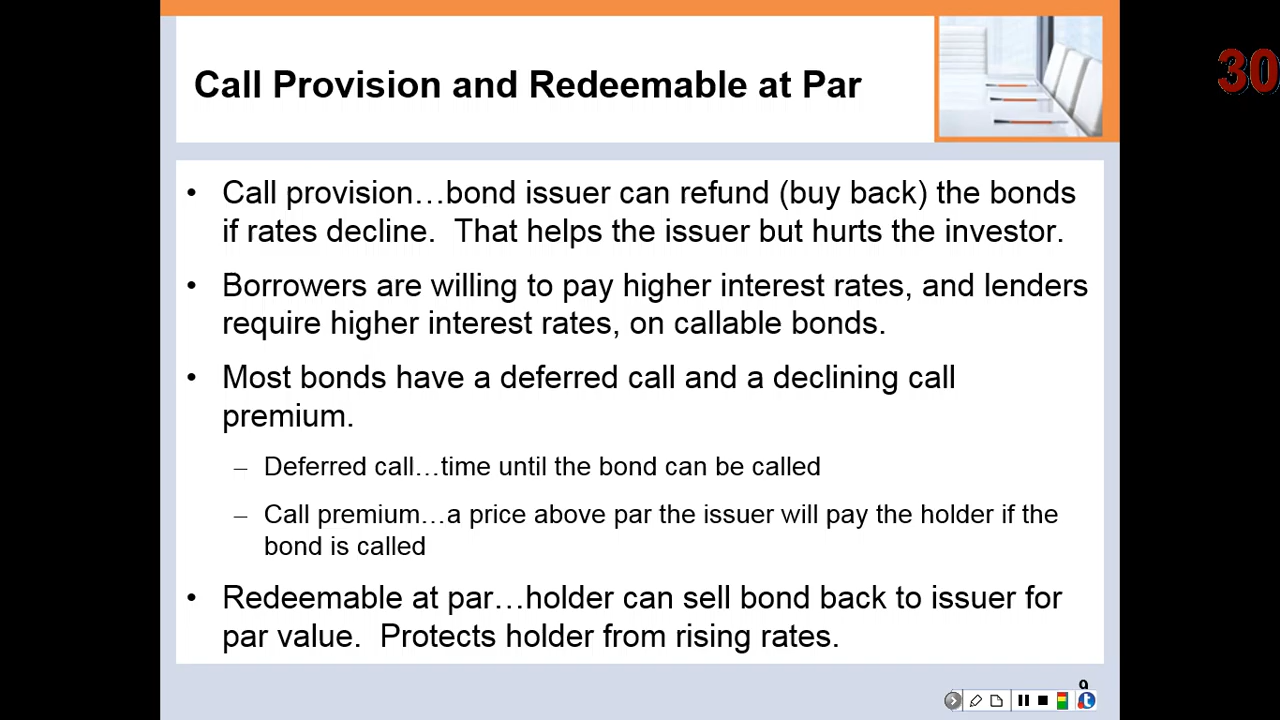 Call Provision and Redeemable at Par
30
• Call provision…bond issuer can refund (buy back) the bonds
if rates decline.  That helps the issuer but hurts the investor.
• Borrowers are willing to pay higher interest rates, and lenders
require higher interest rates, on callable bonds.
• Most bonds have a deferred call and a declining call
premium.
– Deferred call…time until the bond can be called
– Call premium…a price above par the issuer will pay the holder if the
bond is called
• Redeemable at par…holder can sell bond back to issuer for
par value.  Protects holder from rising rates.
9
t